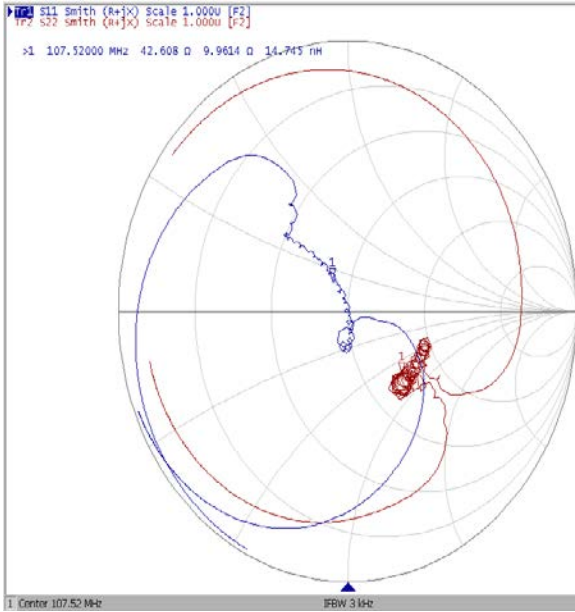 Tr1 S11 Smith (R+jX) Scale 1.000U [F2]
Tr2 S22 Smith (R+jX) Scale 1.000U [F2]
>1 107.52000 MHz 42.608 Ω 9.9614 Ω 14.745 nH
1
1
1 Center 107.52 MHz IFBW 3 kHz